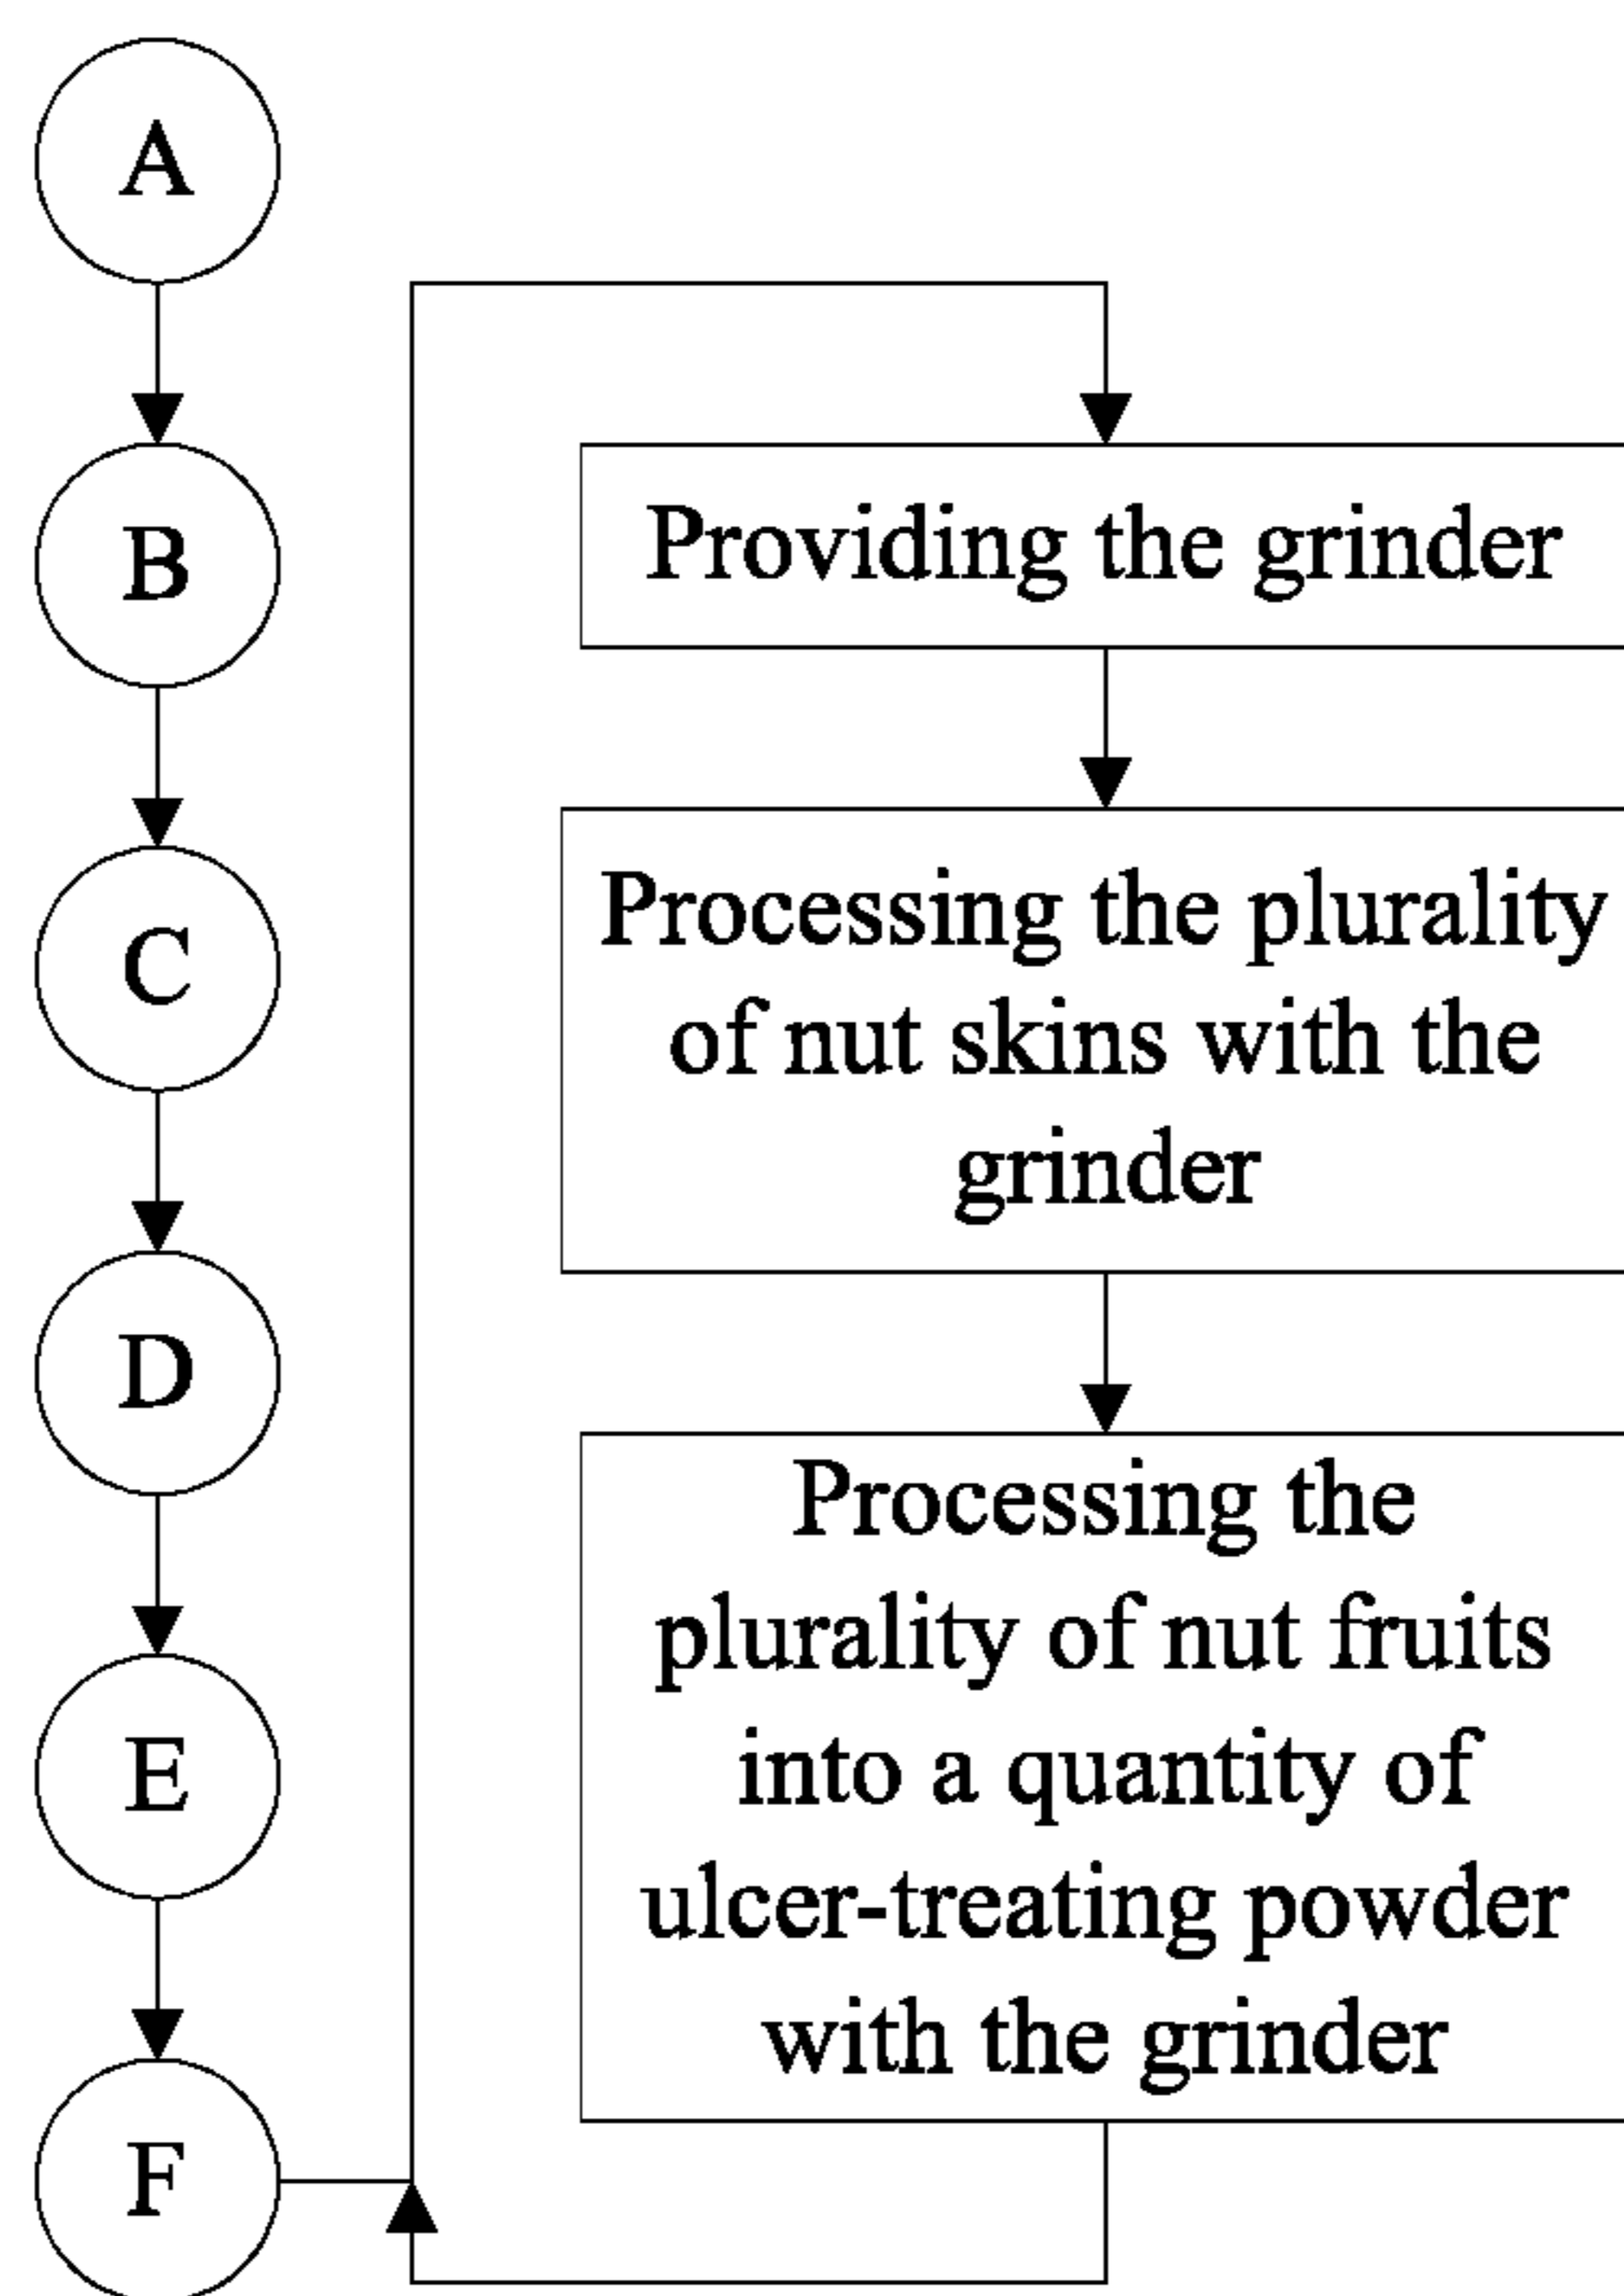 A
B
C
D
E
F
Providing the grinder
Processing the plurality
of nut skins with the
grinder
Processing the
plurality of nut fruits
into a quantity of
ulcer-treating powder
with the grinder